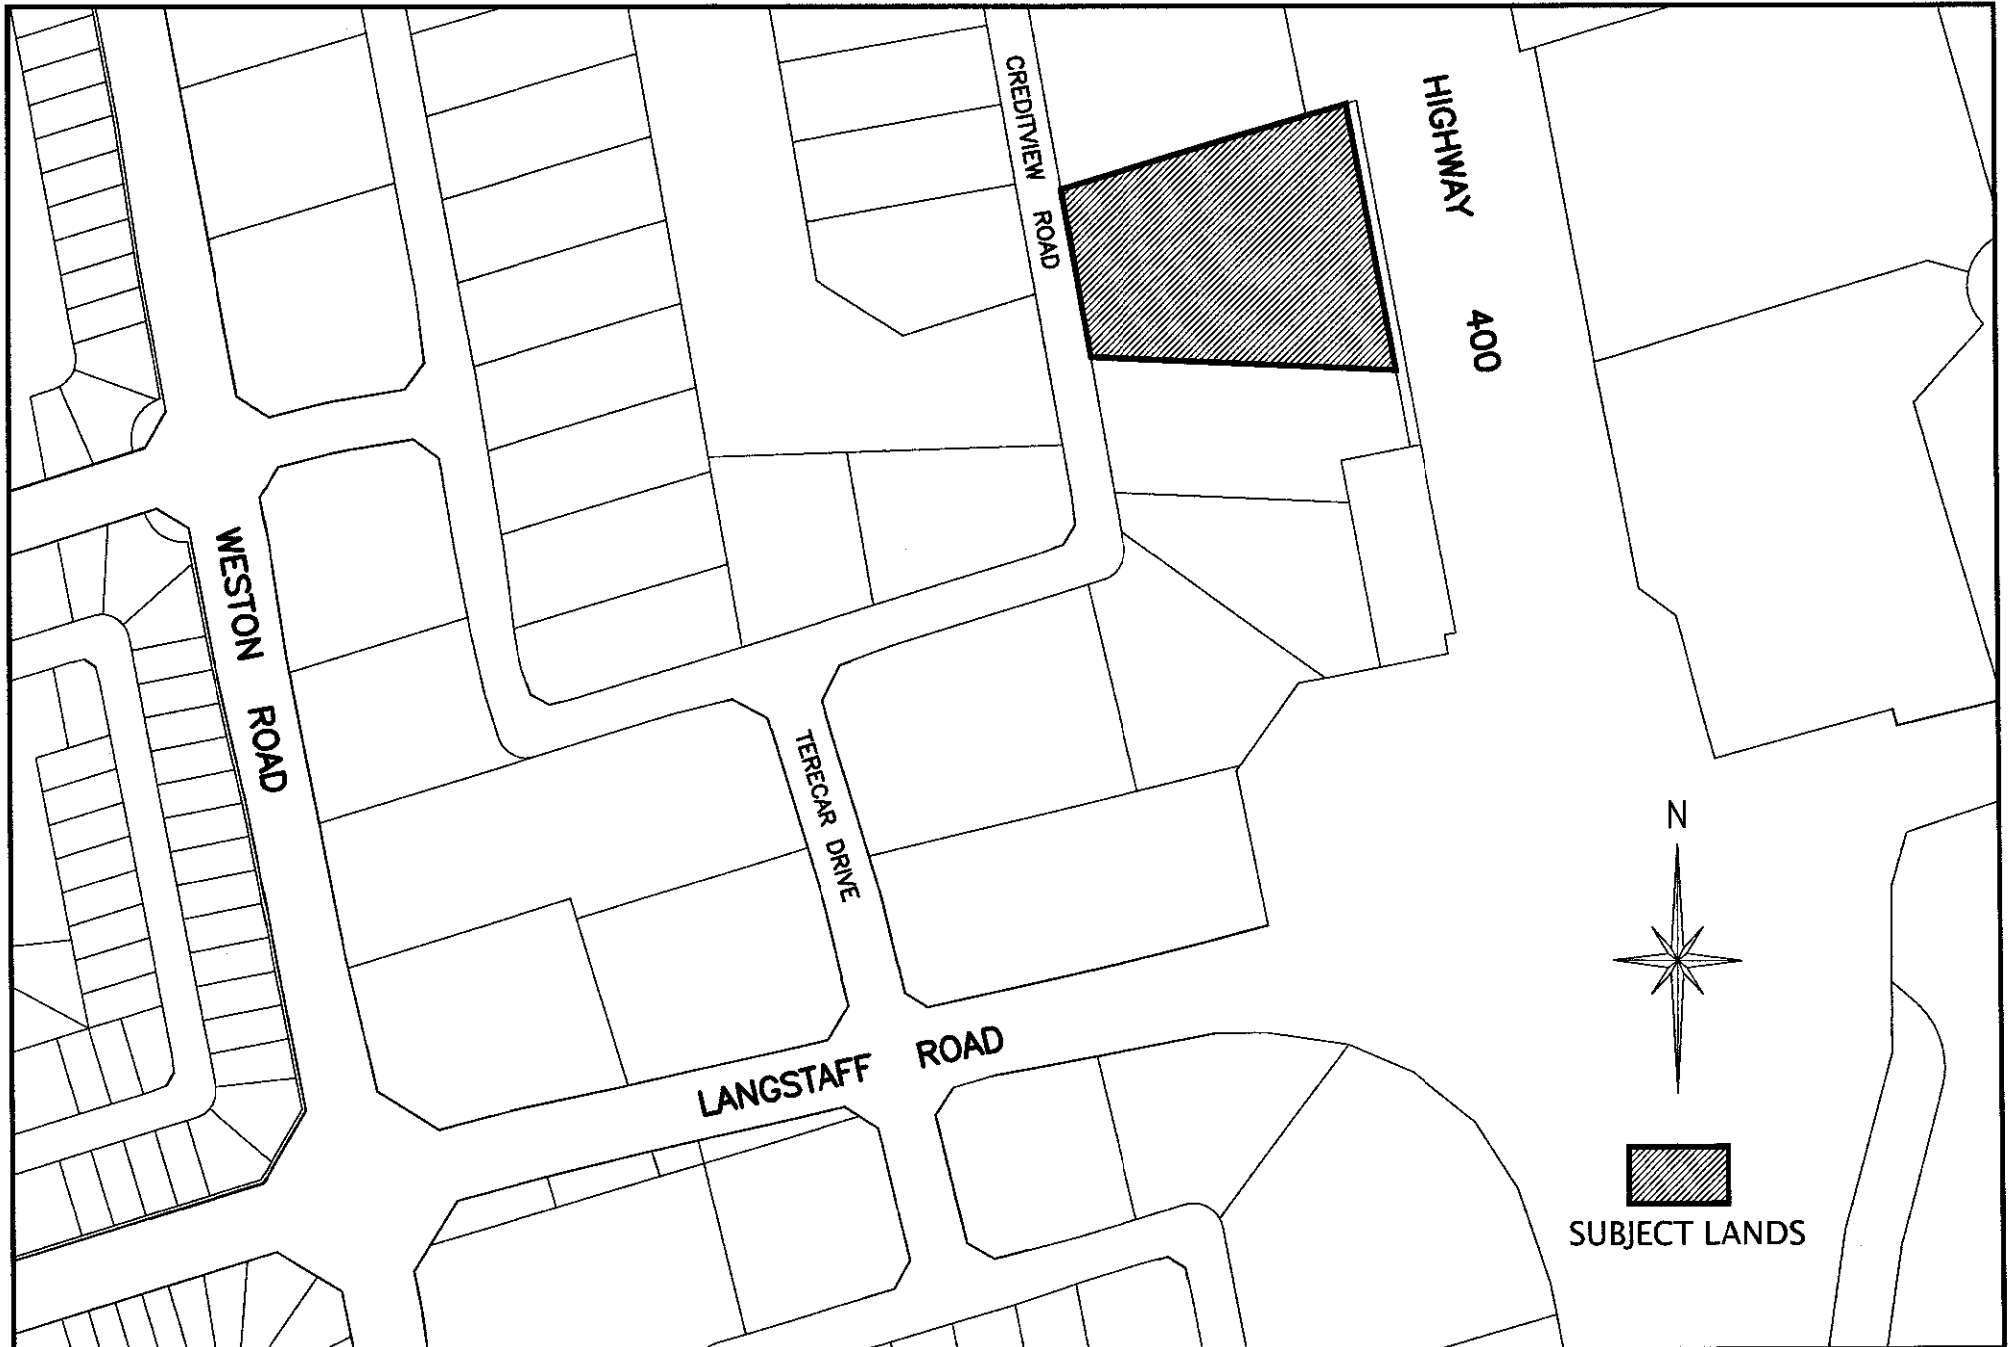 CREDITVIEW ROAD
HIGHWAY 400
WESTON ROAD
TERECAR DRIVE
LANGSTAFF ROAD
N
SUBJECT LANDS